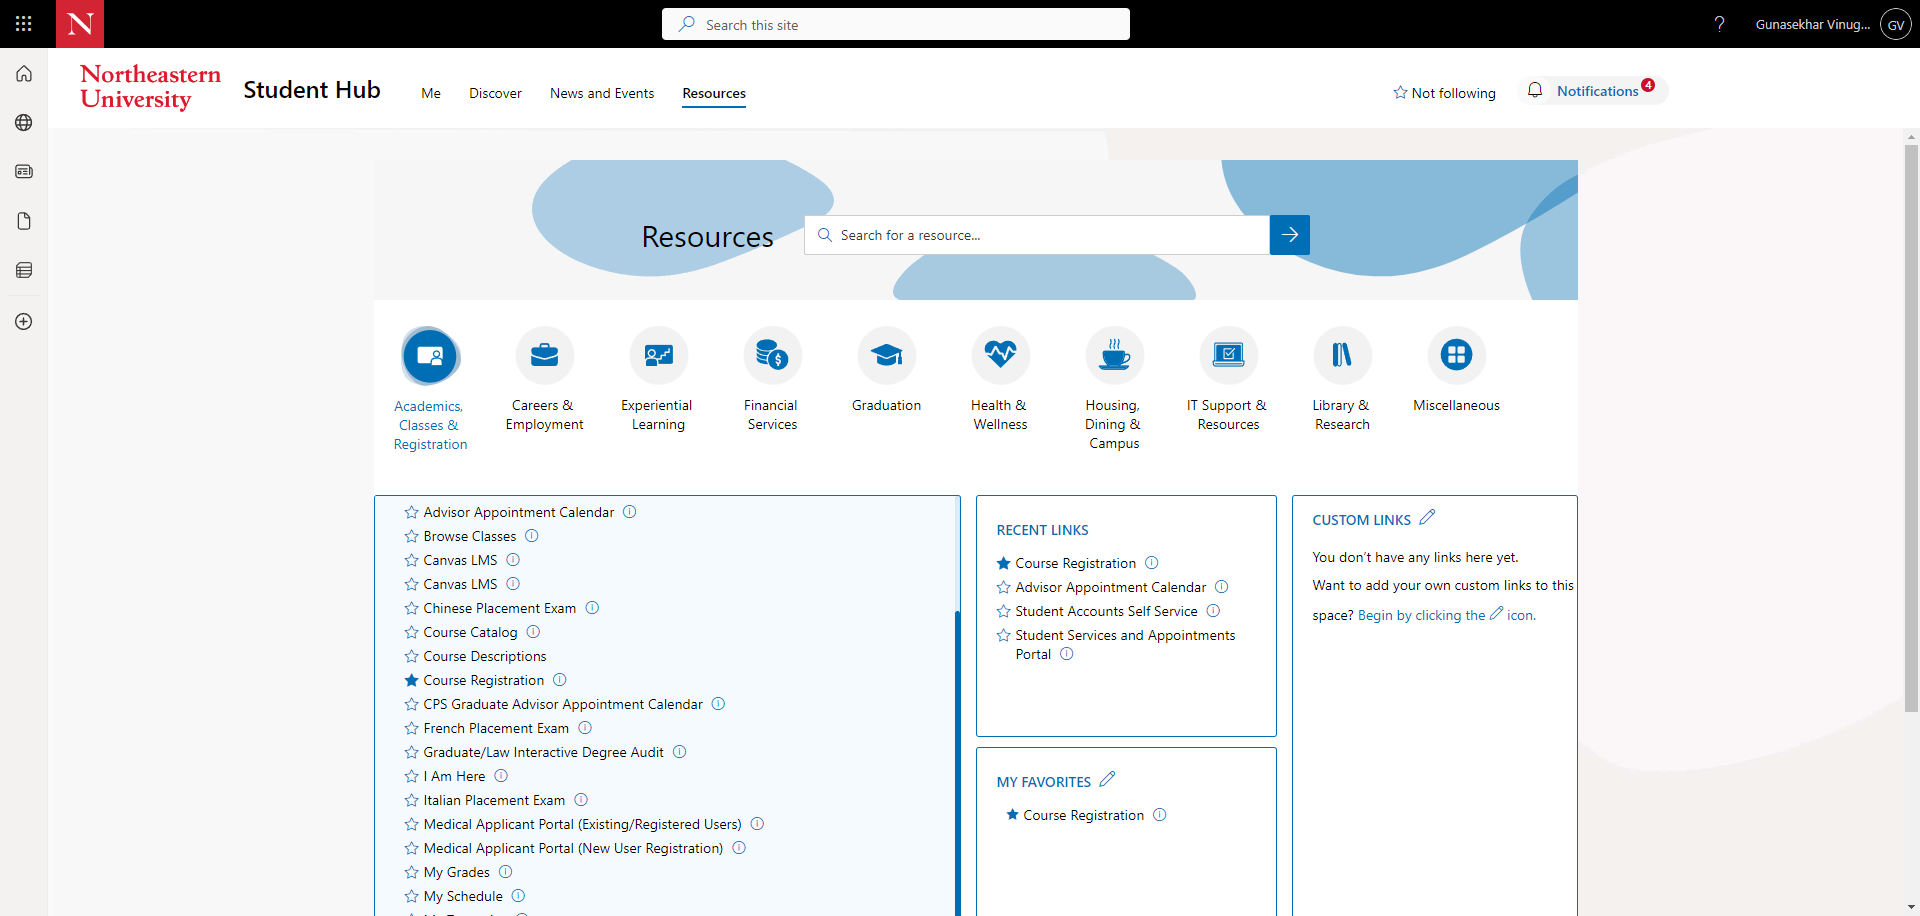 N
Search this site
?
Gunasekhar Vinug...
GV
Northeastern
University
Student Hub
Me
Discover
News and Events
Resources
Not following
Notifications
4
Resources
Search for a resource...
Academics,
Classes &
Registration
Careers &
Employment
Experiential
Learning
Financial
Services
Graduation
Health &
Wellness
Housing,
Dining &
Campus
IT Support &
Resources
Library &
Research
Miscellaneous
Advisor Appointment Calendar
Browse Classes
Canvas LMS
Canvas LMS
Chinese Placement Exam
Course Catalog
Course Descriptions
Course Registration
CPS Graduate Advisor Appointment Calendar
French Placement Exam
Graduate/Law Interactive Degree Audit
I Am Here
Italian Placement Exam
Medical Applicant Portal (Existing/Registered Users)
Medical Applicant Portal (New User Registration)
My Grades
My Schedule
RECENT LINKS
Course Registration
Advisor Appointment Calendar
Student Accounts Self Service
Student Services and Appointments
Portal
MY FAVORITES
Course Registration
CUSTOM LINKS
You don't have any links here yet.
Want to add your own custom links to this
space? Begin by clicking the icon.